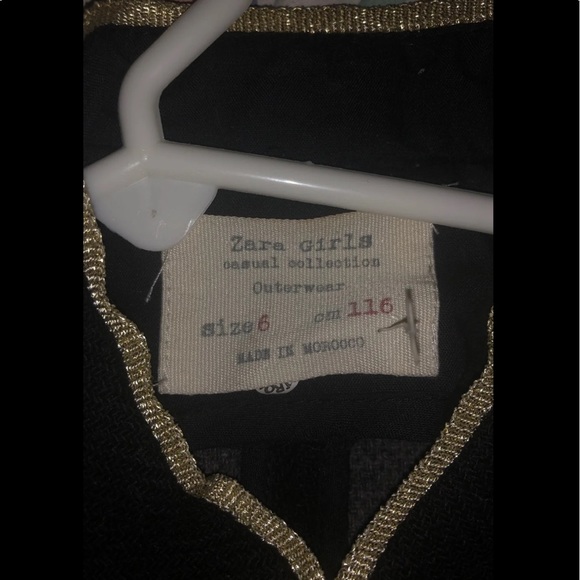 Zara Girls
casual collection
Outerwear
size 6 cm 116
MADE IN MOROCCO